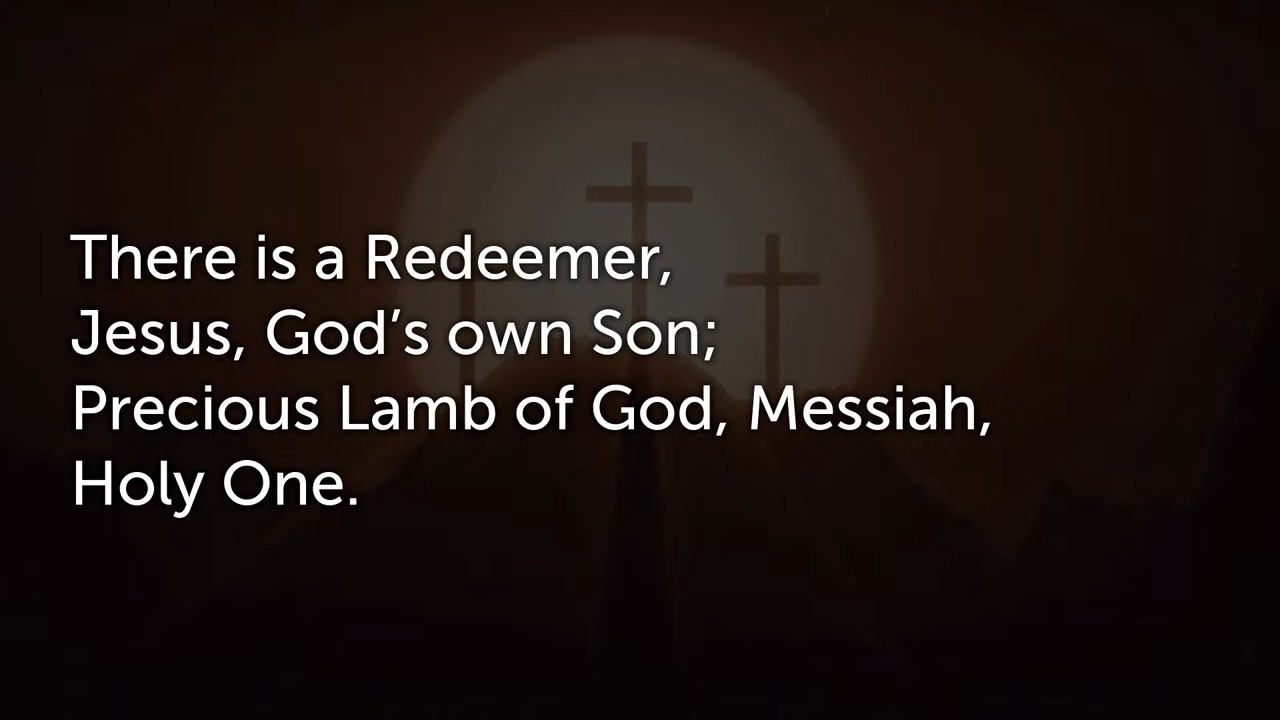 There is a Redeemer,
Jesus, God’s own Son;
Precious Lamb of God, Messiah,
Holy One.